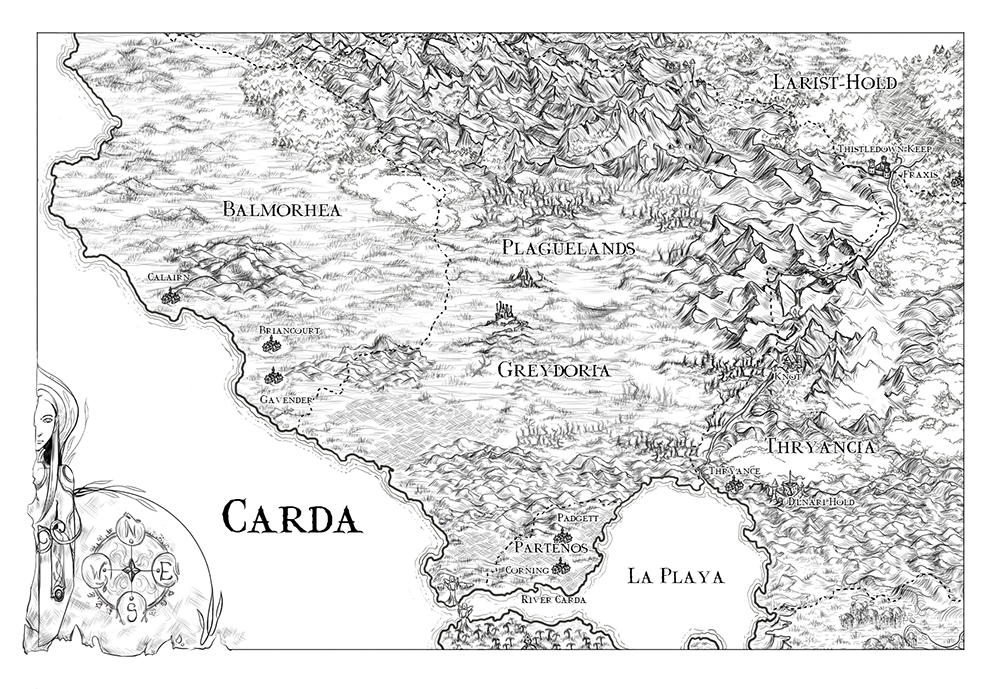 Larist-Hold
Thistledown Keep
Fraxis
Balmorhea
Plaguelands
Calairn
Briancourt
Greydoria
Knot
Gavender
Thryancia
Thryance
Denari Hold
Carda
Padgett
Partenos
Corning
La Playa
River Carda
N
W E
S